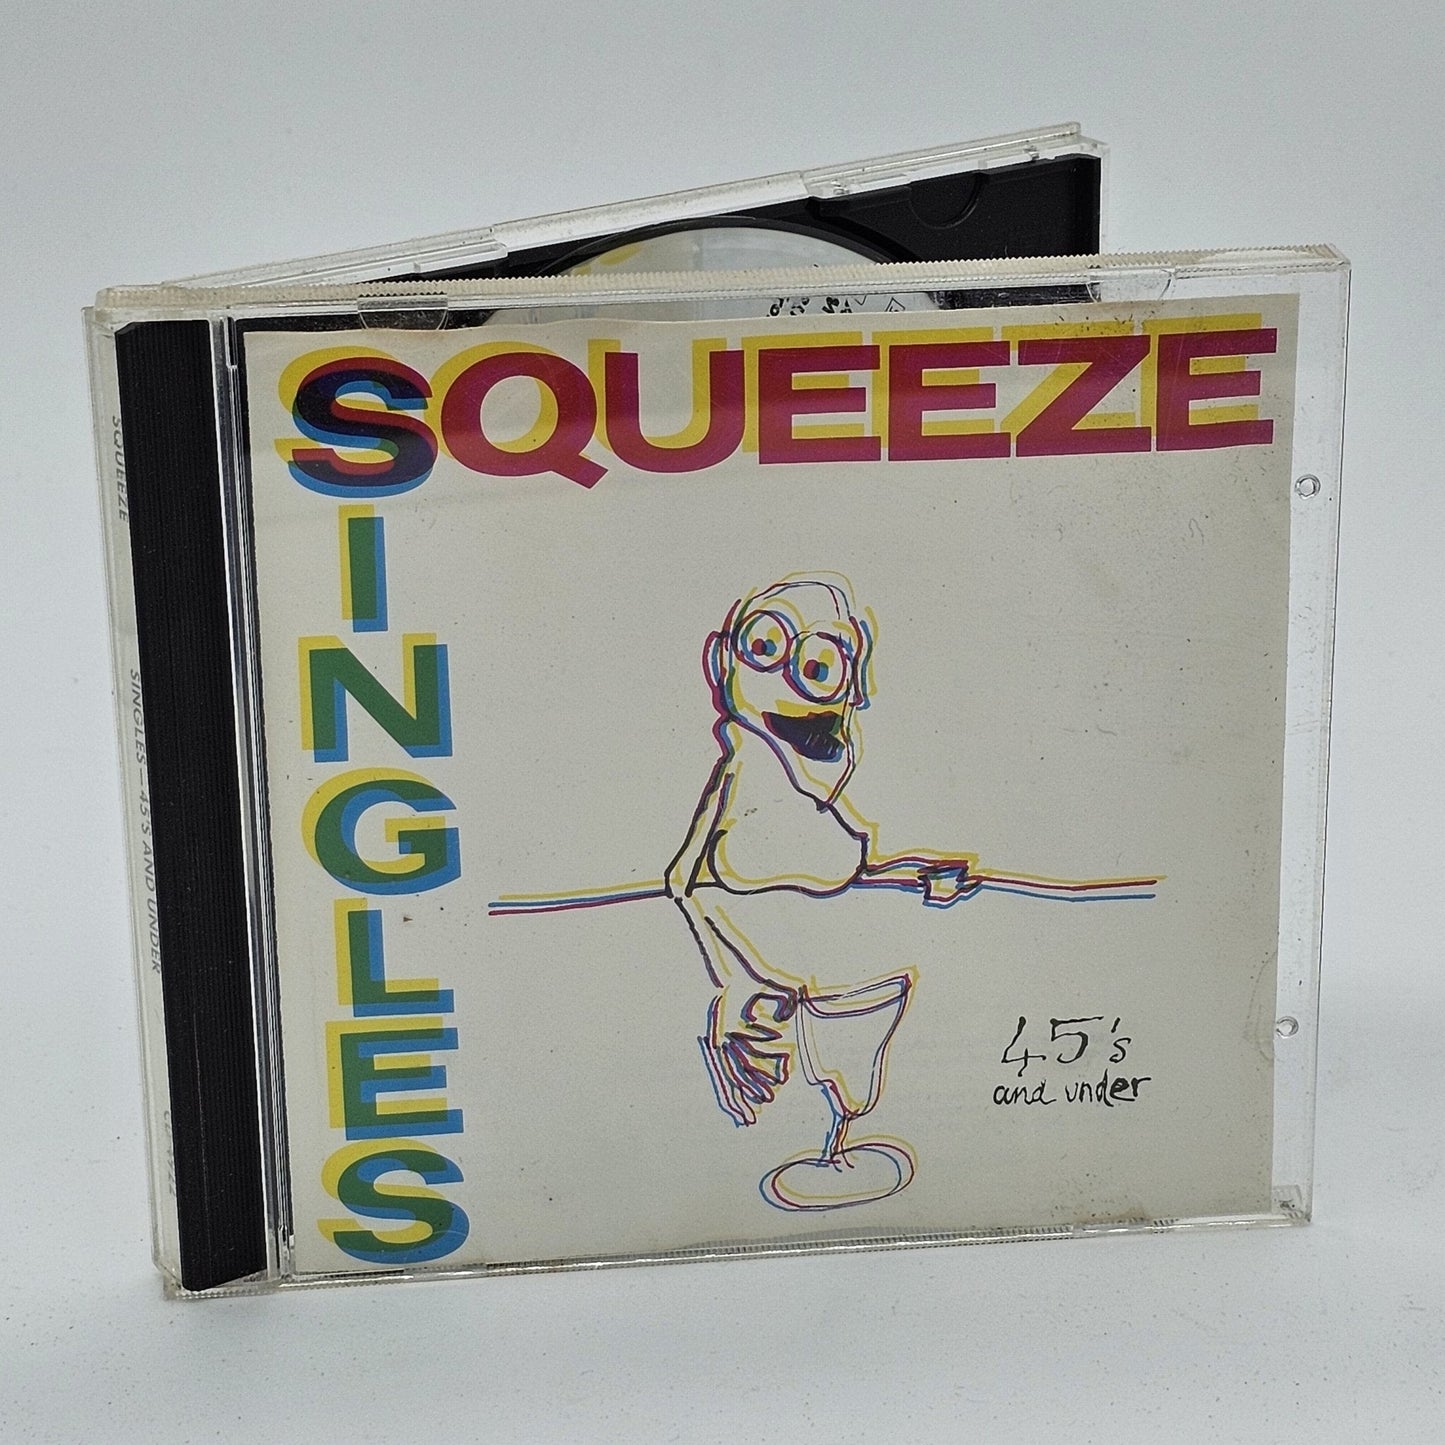 SQUEEZE
SINGLES
45's
and under
SQUEEZE
SINGLES — 45'S AND UNDER